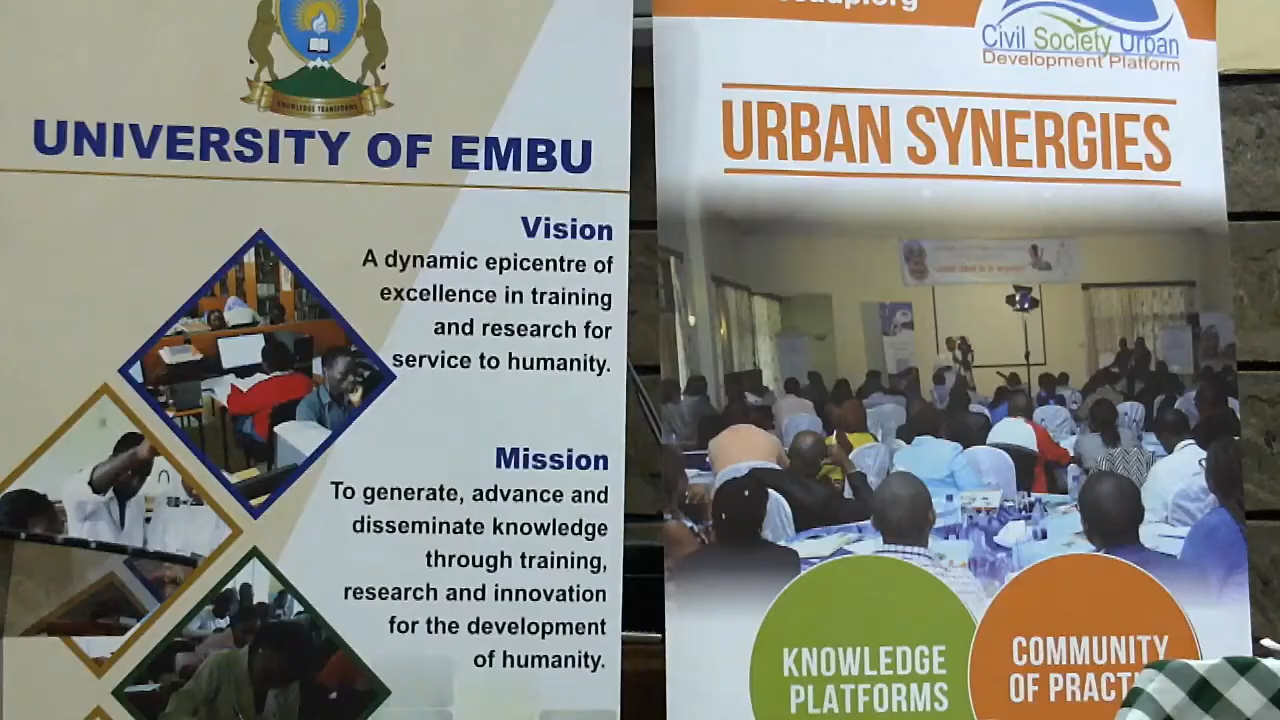 KNOWLEDGE TRANSFORMS
UNIVERSITY OF EMBU
Vision
A dynamic epicentre of
excellence in training
and research for
service to humanity.
Mission
To generate, advance and
disseminate knowledge
through training,
research and innovation
for the development
of humanity.
Civil Society Urban
Development Platform
URBAN SYNERGIES
KNOWLEDGE
PLATFORMS
COMMUNITY
OF